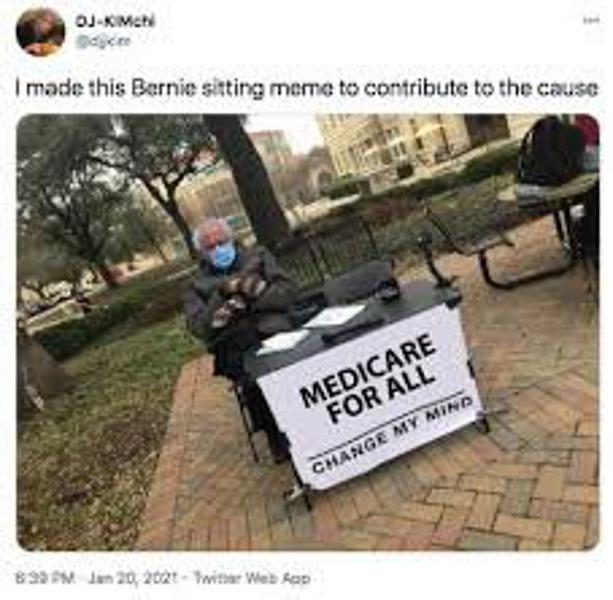 DJ-KIMchi
I made this Bernie sitting meme to contribute to the cause
MEDICARE
FOR ALL
CHANGE MY MIND
6:39 PM · Jan 20, 2021 · Twitter Web App